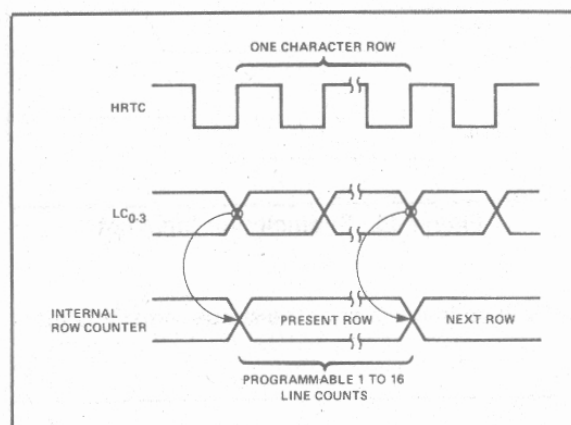 ONE CHARACTER ROW
HRTC
LC0-3
INTERNAL
ROW COUNTER
PRESENT ROW
NEXT ROW
PROGRAMMABLE 1 TO 16
LINE COUNTS